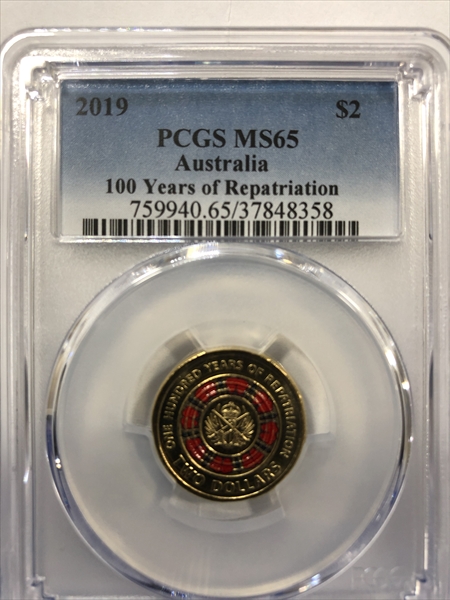 2019 $2
PCGS MS65
Australia
100 Years of Repatriation
759940.65/37848358
ONE HUNDRED YEARS OF REPATRIATION
TWO DOLLARS
PCGS